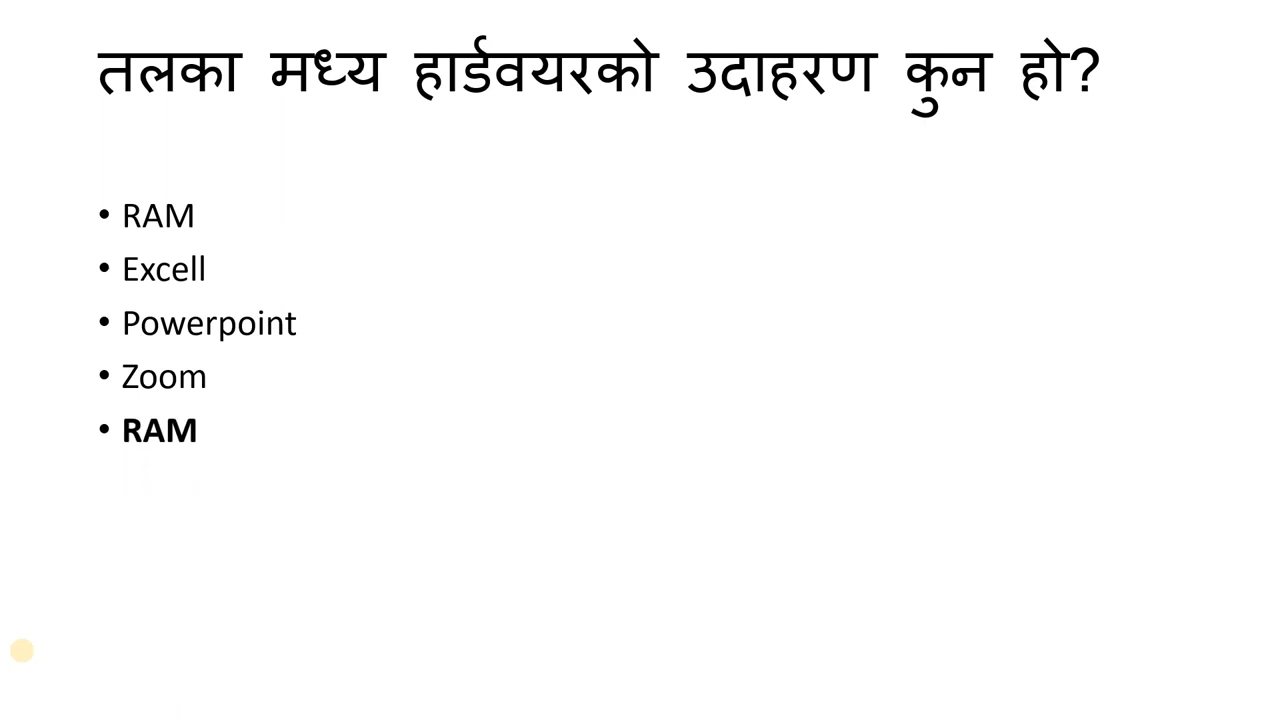 तलका मध्य हार्डवयरको उदाहरण कुन हो?
• RAM
• Excell
• Powerpoint
• Zoom
• RAM